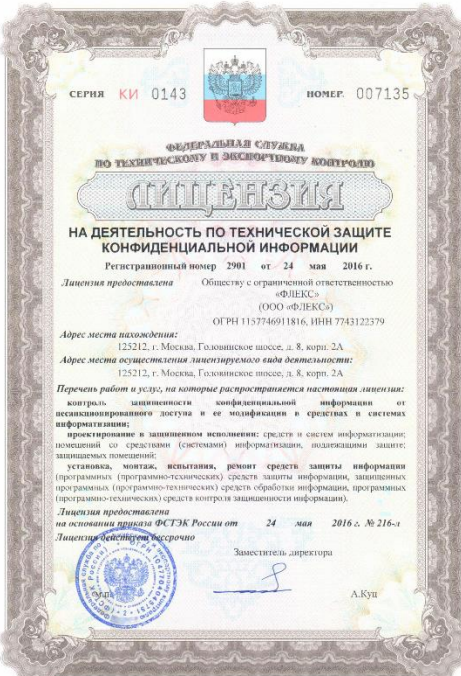 СЕРИЯ КИ 0143 НОМЕР 007135
ФЕДЕРАЛЬНАЯ СЛУЖБА
ПО ТЕХНИЧЕСКОМУ И ЭКСПОРТНОМУ КОНТРОЛЮ
ЛИЦЕНЗИЯ
НА ДЕЯТЕЛЬНОСТЬ ПО ТЕХНИЧЕСКОЙ ЗАЩИТЕ
КОНФИДЕНЦИАЛЬНОЙ ИНФОРМАЦИИ
Регистрационный номер 2901 от 24 мая 2016 г.
Лицензия предоставлена Обществу с ограниченной ответственностью
«ФЛЕКС»
(ООО «ФЛЕКС»)
ОГРН 1157746911816, ИНН 7743122379
Адрес места нахождения:
125212, г. Москва, Головинское шоссе, д. 8, корп. 2А
Адрес места осуществления лицензируемого вида деятельности:
125212, г. Москва, Головинское шоссе, д. 8, корп. 2А
Перечень работ и услуг, на которые распространяется настоящая лицензия:
контроль защищенности конфиденциальной информации от
несанкционированного доступа и ее модификации в средствах и системах
информатизации;
проектирование в защищенном исполнении: средств и систем информатизации;
помещений со средствами (системами) информатизации, подлежащими защите;
защищаемых помещений;
установка, монтаж, испытания, ремонт средств защиты информации
(программных (программно-технических) средств защиты информации, защищенных
программных (программно-технических) средств обработки информации, программных
(программно-технических) средств контроля защищенности информации).
Лицензия предоставлена
на основании приказа ФСТЭК России от 24 мая 2016 г. № 216-л
Лицензия действует бессрочно
Заместитель директора
А.Куц